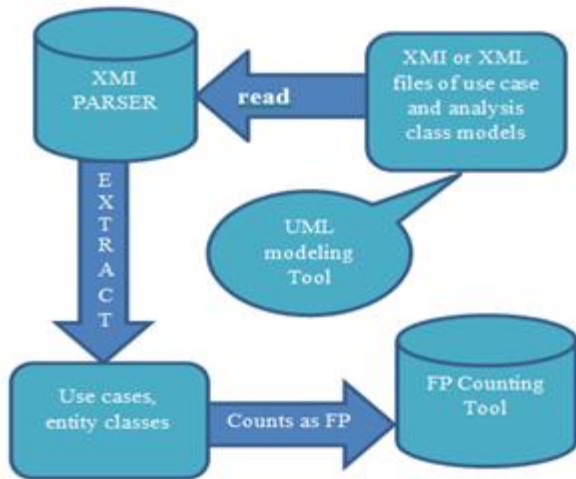 XMI
PARSER
read
XMI or XML
files of use case
and analysis
class models
EXTRACT
UML
modeling
Tool
Use cases,
entity classes
Counts as FP
FP Counting
Tool